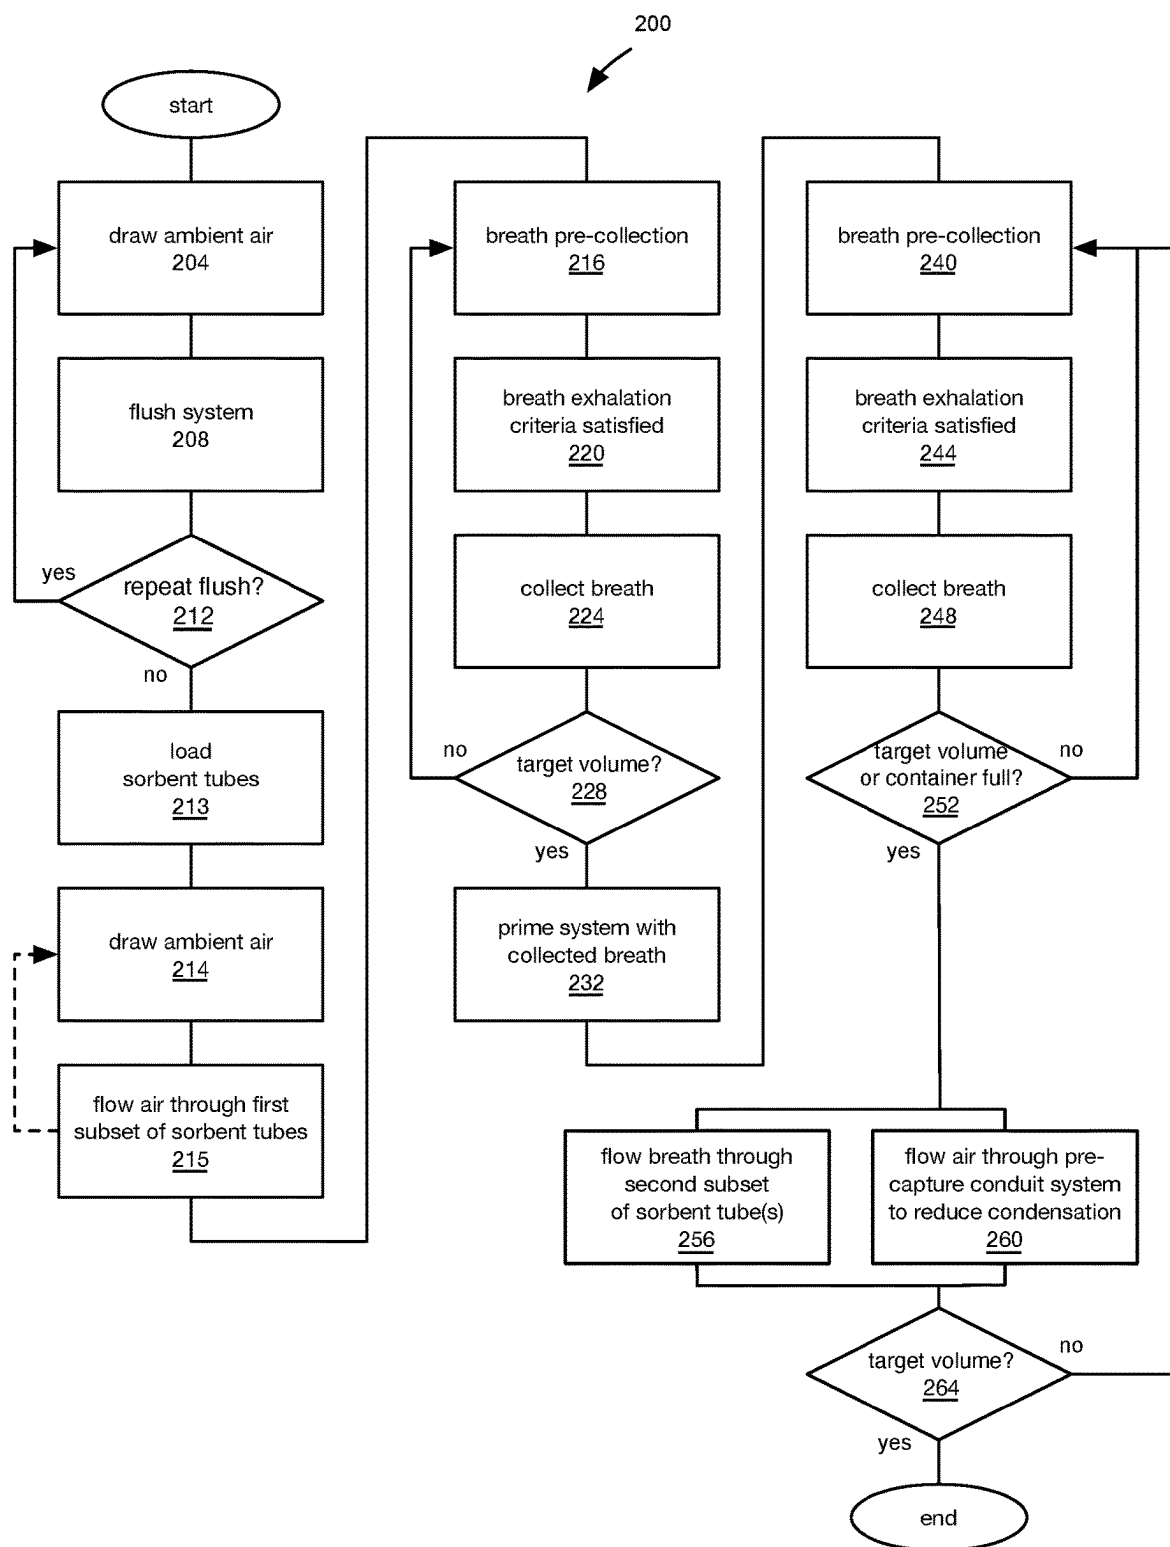 200
start
draw ambient air
204
flush system
208
yes
repeat flush?
212
no
load
sorbent tubes
213
draw ambient air
214
flow air through first
subset of sorbent tubes
215
breath pre-collection
216
breath exhalation
criteria satisfied
220
collect breath
224
no
target volume?
228
yes
prime system with
collected breath
232
breath pre-collection
240
breath exhalation
criteria satisfied
244
collect breath
248
target volume
or container full?
252
no
yes
flow breath through
second subset
of sorbent tube(s)
256
flow air through pre-
capture conduit system
to reduce condensation
260
target volume?
264
no
yes
end